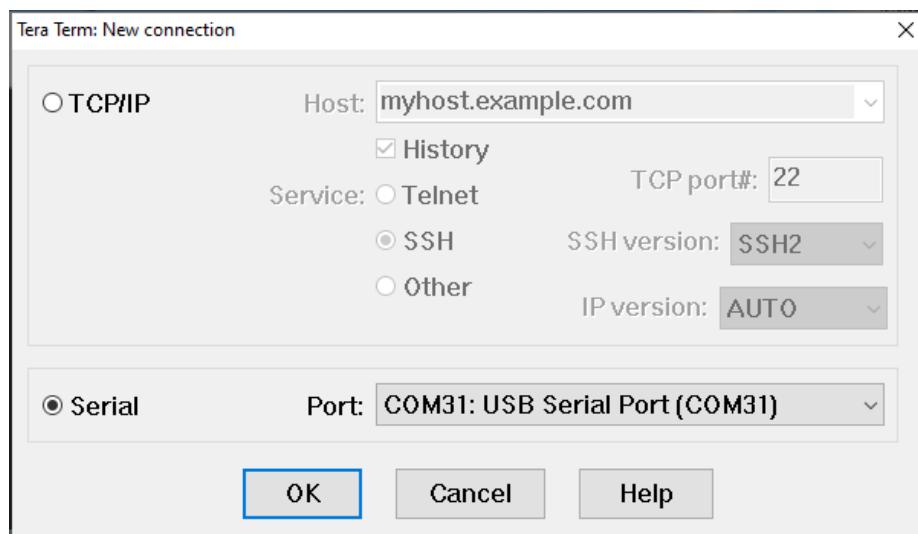 Tera Term: New connection
TCP/IP
Host: myhost.example.com
History
Service: Telnet
TCP port#: 22
SSH
SSH version: SSH2
Other
IP version: AUTO
Serial
Port: COM31: USB Serial Port (COM31)
OK Cancel Help